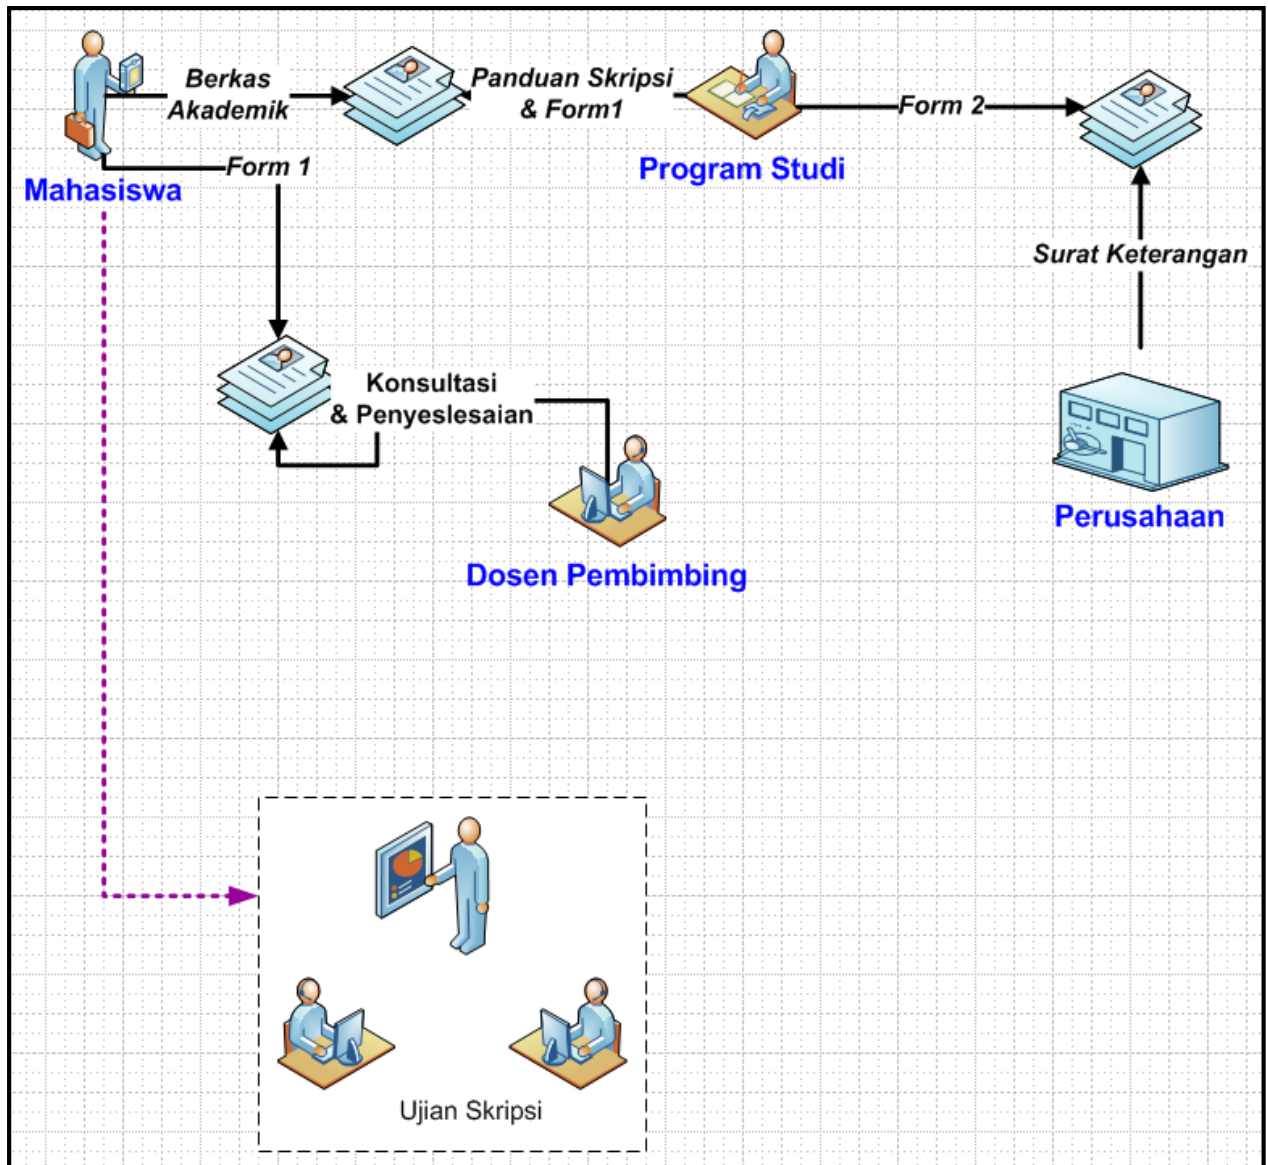 Berkas
Akademik
Panduan Skripsi
& Form1
Form 2
Program Studi
Form 1
Mahasiswa
Surat Keterangan
Konsultasi
& Penyeslesaian
Perusahaan
Dosen Pembimbing
Ujian Skripsi